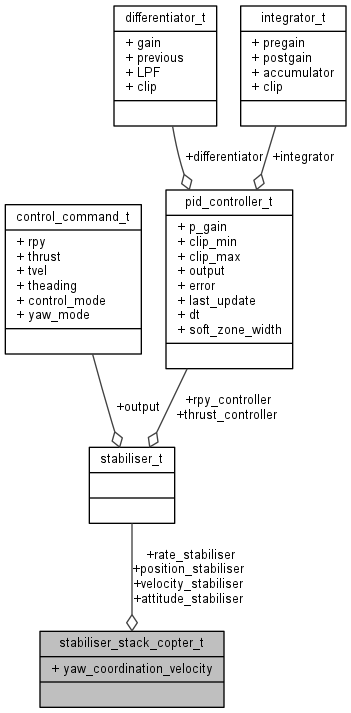 differentiator_t
+ gain
+ previous
+ LPF
+ clip
integrator_t
+ pregain
+ postgain
+ accumulator
+ clip
+differentiator
+integrator
control_command_t
+ rpy
+ thrust
+ tvel
+ theading
+ control_mode
+ yaw_mode
pid_controller_t
+ p_gain
+ clip_min
+ clip_max
+ output
+ error
+ last_update
+ dt
+ soft_zone_width
+output
+rpy_controller
+thrust_controller
stabiliser_t
+rate_stabiliser
+position_stabiliser
+velocity_stabiliser
+attitude_stabiliser
stabiliser_stack_copter_t
+ yaw_coordination_velocity